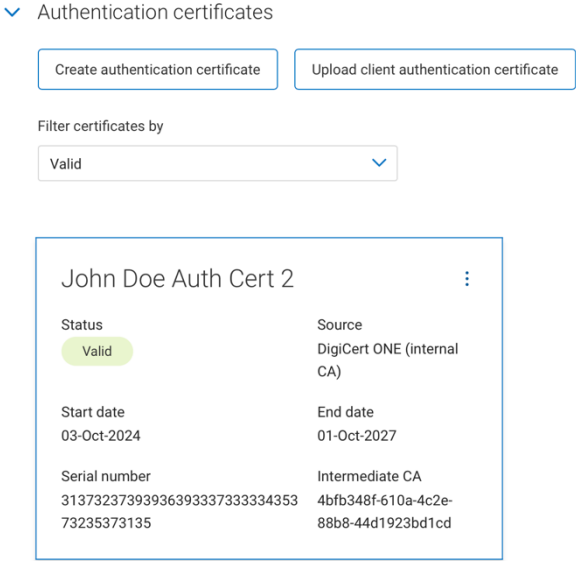 Authentication certificates
Create authentication certificate
Upload client authentication certificate
Filter certificates by
Valid
John Doe Auth Cert 2
Status
Valid
Source
DigiCert ONE (internal
CA)
Start date
03-Oct-2024
End date
01-Oct-2027
Serial number
313732373939363933373333343​53
73235373135
Intermediate CA
4bfb348f-610a-4c2e-
88b8-44d1923bd1cd